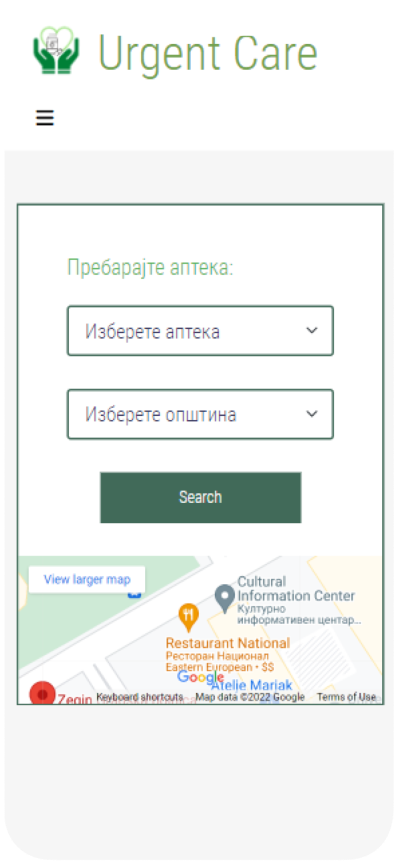 Urgent Care
Пребарајте аптека:
Изберете аптека
Изберете општина
Search
View larger map
Cultural
Information Center
Културно
информативен центар...
Restaurant National
Ресторан Национал
Eastern European • $$
Google
Atelie Marjak
Zegin
Keyboard shortcuts
Map data ©2022 Google
Terms of Use